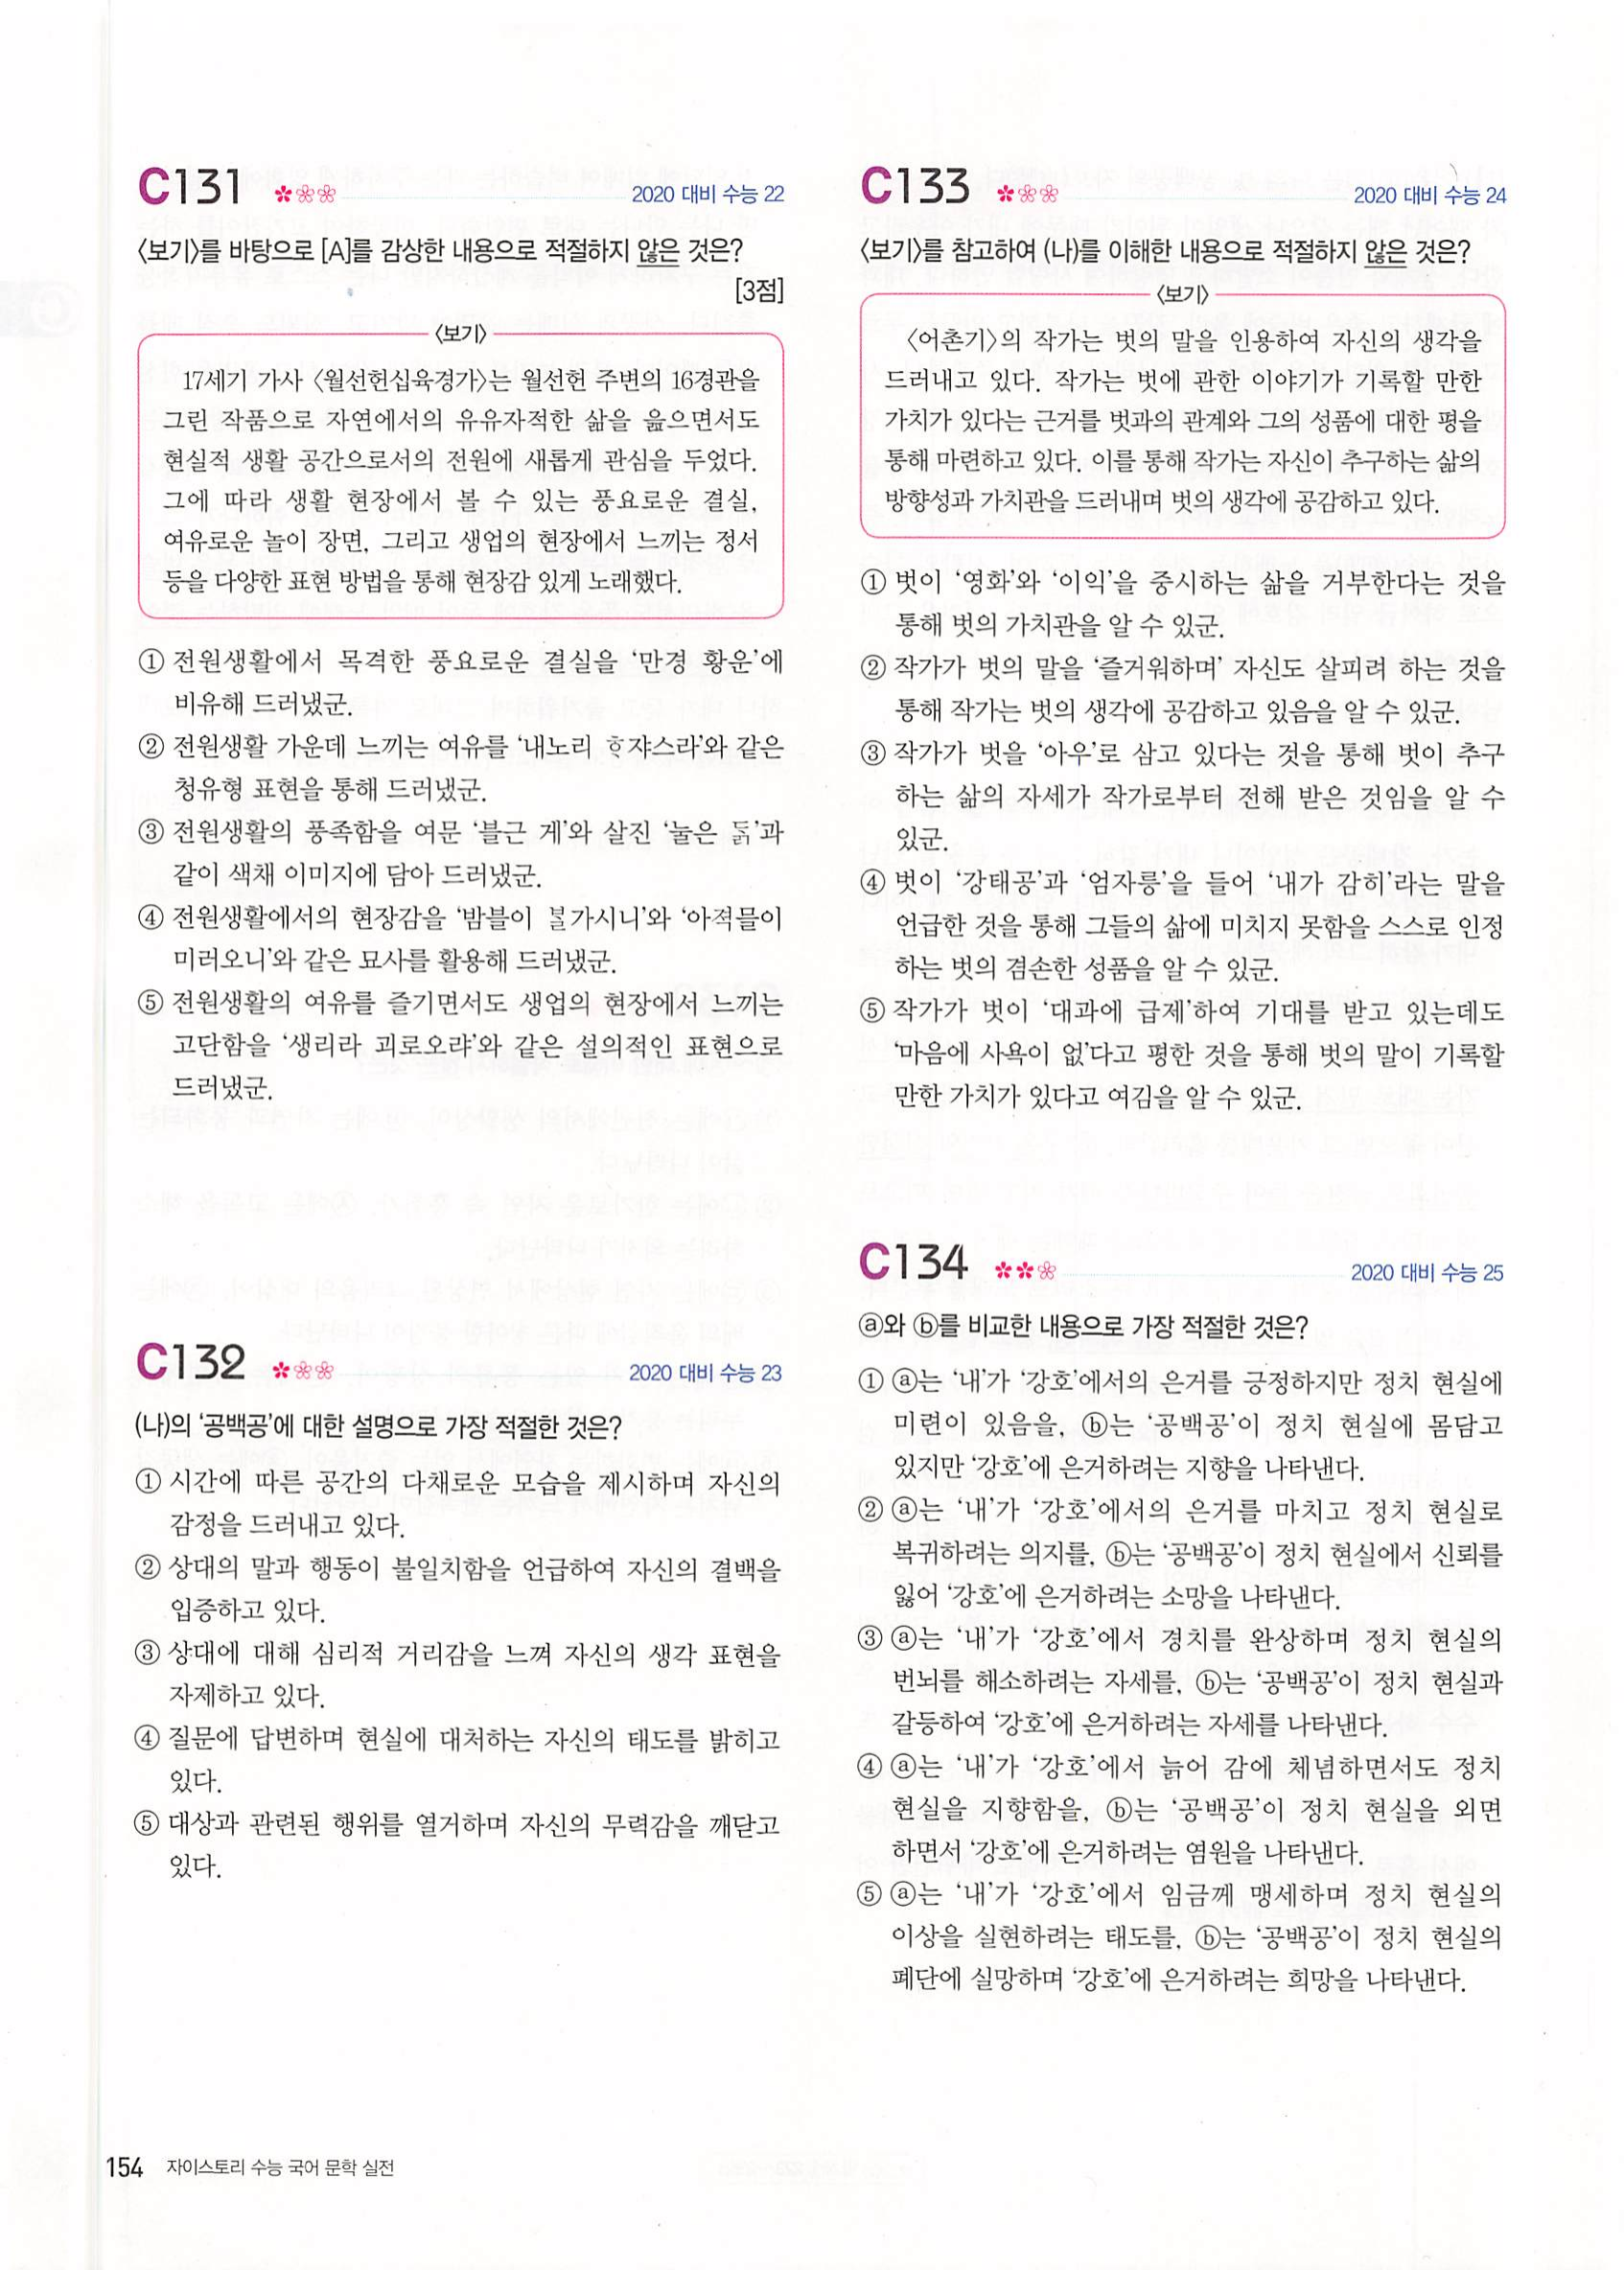 C131
2020 대비 수능 22
〈보기〉를 바탕으로 [A]를 감상한 내용으로 적절하지 않은 것은?
[3점]
〈보기〉
17세기 가사 〈월선헌십육경가〉는 월선헌 주변의 16경관을
그린 작품으로 자연에서의 유유자적한 삶을 읊으면서도
현실적 생활 공간으로서의 전원에 새롭게 관심을 두었다.
그에 따라 생활 현장에서 볼 수 있는 풍요로운 결실,
여유로운 놀이 장면, 그리고 생업의 현장에서 느끼는 정서
등을 다양한 표현 방법을 통해 현장감 있게 노래했다.
① 전원생활에서 목격한 풍요로운 결실을 ‘만경 황운’에
비유해 드러냈군.
② 전원생활 가운데 느끼는 여유를 ‘내노리 ᄒᆞ쟈스라’와 같은
청유형 표현을 통해 드러냈군.
③ 전원생활의 풍족함을 여문 ‘블근 게’와 살진 ‘눌은 ᄃᆞᆰ’과
같이 색채 이미지에 담아 드러냈군.
④ 전원생활에서의 현장감을 ‘밤블이 ᄇᆞᆯ가시니’와 ‘아젹믈이
미러오니’와 같은 묘사를 활용해 드러냈군.
⑤ 전원생활의 여유를 즐기면서도 생업의 현장에서 느끼는
고단함을 ‘생리라 괴로오랴’와 같은 설의적인 표현으로
드러냈군.
C132
2020 대비 수능 23
(나)의 ‘공백공’에 대한 설명으로 가장 적절한 것은?
① 시간에 따른 공간의 다채로운 모습을 제시하며 자신의
감정을 드러내고 있다.
② 상대의 말과 행동이 불일치함을 언급하여 자신의 결백을
입증하고 있다.
③ 상대에 대해 심리적 거리감을 느껴 자신의 생각 표현을
자제하고 있다.
④ 질문에 답변하며 현실에 대처하는 자신의 태도를 밝히고
있다.
⑤ 대상과 관련된 행위를 열거하며 자신의 무력감을 깨닫고
있다.
C133
2020 대비 수능 24
〈보기〉를 참고하여 (나)를 이해한 내용으로 적절하지 않은 것은?
〈보기〉
〈어촌기〉의 작가는 벗의 말을 인용하여 자신의 생각을
드러내고 있다. 작가는 벗에 관한 이야기가 기록할 만한
가치가 있다는 근거를 벗과의 관계와 그의 성품에 대한 평을
통해 마련하고 있다. 이를 통해 작가는 자신이 추구하는 삶의
방향성과 가치관을 드러내며 벗의 생각에 공감하고 있다.
① 벗이 ‘영화’와 ‘이익’을 중시하는 삶을 거부한다는 것을
통해 벗의 가치관을 알 수 있군.
② 작가가 벗의 말을 ‘즐거워하며’ 자신도 살피려 하는 것을
통해 작가는 벗의 생각에 공감하고 있음을 알 수 있군.
③ 작가가 벗을 ‘아우’로 삼고 있다는 것을 통해 벗이 추구
하는 삶의 자세가 작가로부터 전해 받은 것임을 알 수
있군.
④ 벗이 ‘강태공’과 ‘엄자릉’을 들어 ‘내가 감히’라는 말을
언급한 것을 통해 그들의 삶에 미치지 못함을 스스로 인정
하는 벗의 겸손한 성품을 알 수 있군.
⑤ 작가가 벗이 ‘대과에 급제’하여 기대를 받고 있는데도
‘마음에 사욕이 없’다고 평한 것을 통해 벗의 말이 기록할
만한 가치가 있다고 여김을 알 수 있군.
C134
2020 대비 수능 25
ⓐ와 ⓑ를 비교한 내용으로 가장 적절한 것은?
① ⓐ는 ‘내’가 ‘강호’에서의 은거를 긍정하지만 정치 현실에
미련이 있음을, ⓑ는 ‘공백공’이 정치 현실에 몸담고
있지만 ‘강호’에 은거하려는 지향을 나타낸다.
② ⓐ는 ‘내’가 ‘강호’에서의 은거를 마치고 정치 현실로
복귀하려는 의지를, ⓑ는 ‘공백공’이 정치 현실에서 신뢰를
잃어 ‘강호’에 은거하려는 소망을 나타낸다.
③ ⓐ는 ‘내’가 ‘강호’에서 경치를 완상하며 정치 현실의
번뇌를 해소하려는 자세를, ⓑ는 ‘공백공’이 정치 현실과
갈등하여 ‘강호’에 은거하려는 자세를 나타낸다.
④ ⓐ는 ‘내’가 ‘강호’에서 늙어 감에 체념하면서도 정치
현실을 지향함을, ⓑ는 ‘공백공’이 정치 현실을 외면
하면서 ‘강호’에 은거하려는 염원을 나타낸다.
⑤ ⓐ는 ‘내’가 ‘강호’에서 임금께 맹세하며 정치 현실의
이상을 실현하려는 태도를, ⓑ는 ‘공백공’이 정치 현실의
폐단에 실망하며 ‘강호’에 은거하려는 희망을 나타낸다.
154 자이스토리 수능 국어 문학 실전